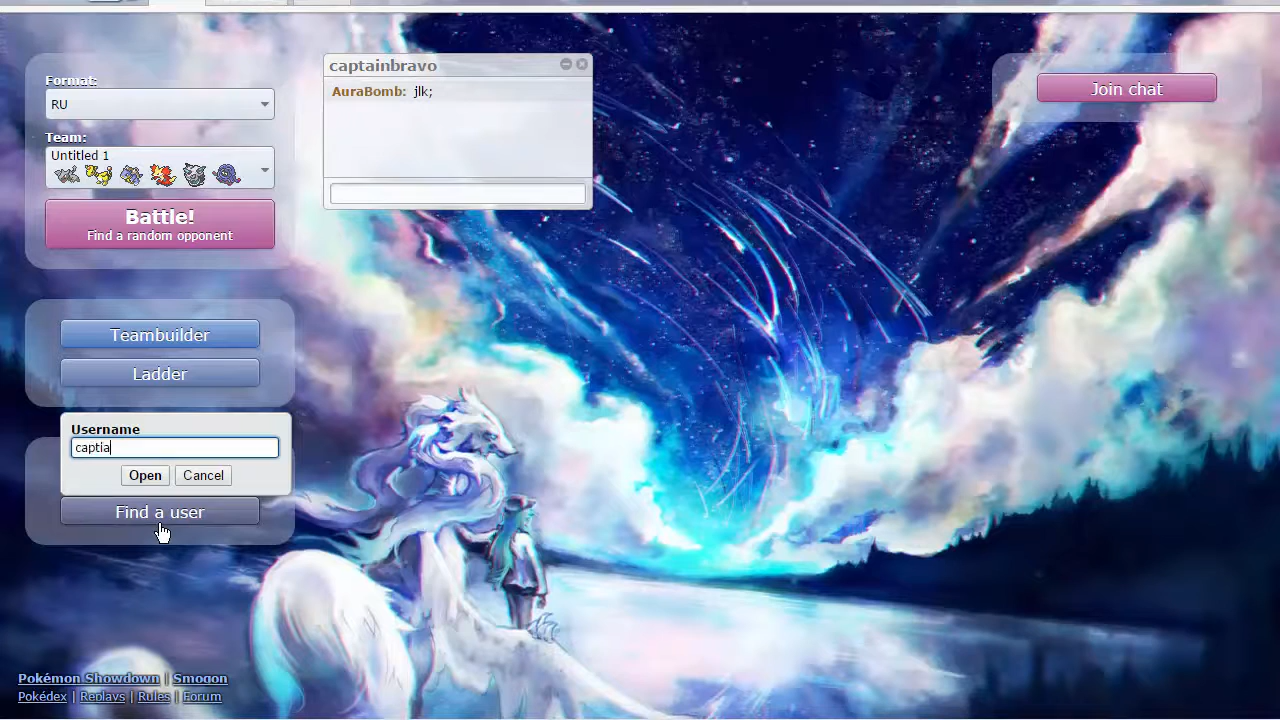 Format:
RU
Team:
Untitled 1
Battle!
Find a random opponent
Teambuilder
Ladder
Username
captia
Open Cancel
Find a user
Pokémon Showdown | Smogon
Pokédex | Replays | Rules | Forum
captainbravo
AuraBomb: jlk;
Join chat